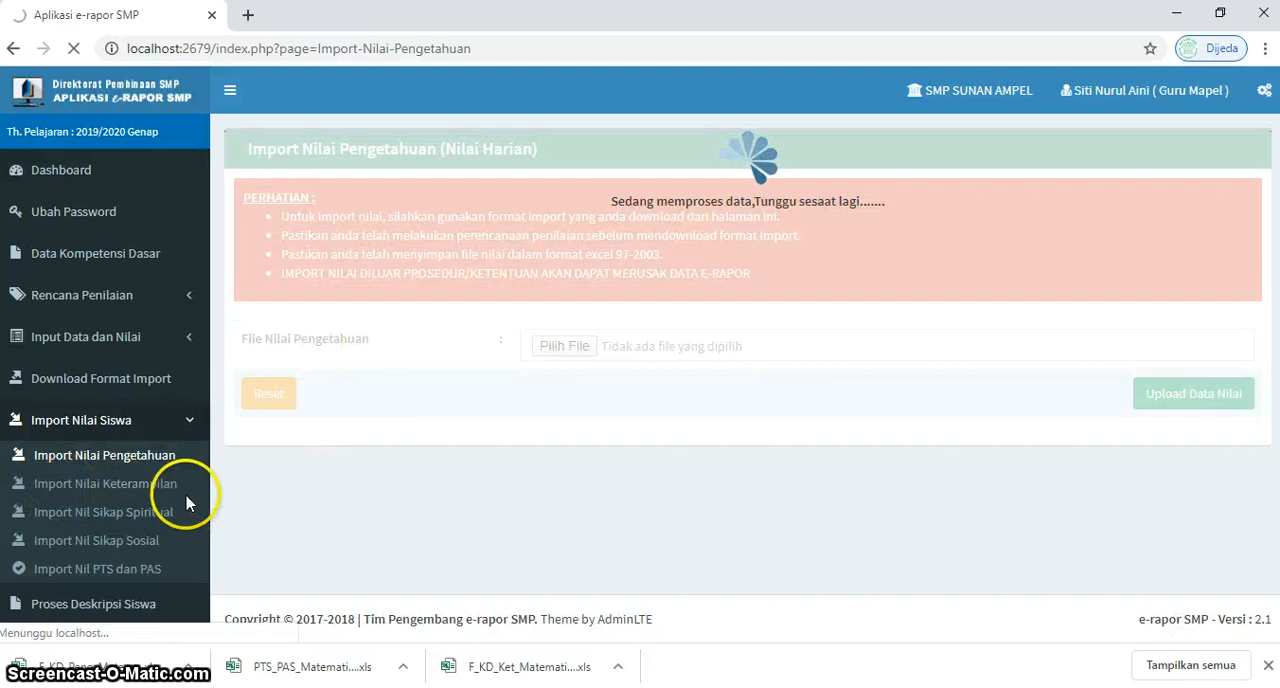 Aplikasi e-rapor SMP
localhost:2679/index.php?page=Import-Nilai-Pengetahuan
Dijeda
Direktorat Pembinaan SMP
APLIKASI e-RAPOR SMP
SMP SUNAN AMPEL
Siti Nurul Aini ( Guru Mapel )
Th. Pelajaran : 2019/2020 Genap
Dashboard
Ubah Password
Data Kompetensi Dasar
Rencana Penilaian
Input Data dan Nilai
Download Format Import
Import Nilai Siswa
Import Nilai Pengetahuan
Import Nilai Keterampilan
Import Nil Sikap Spiritual
Import Nil Sikap Sosial
Import Nil PTS dan PAS
Proses Deskripsi Siswa
Import Nilai Pengetahuan (Nilai Harian)
Sedang memproses data,Tunggu sesaat lagi.......
PERHATIAN :
Untuk import nilai, silahkan gunakan format import yang anda download dari halaman ini.
Pastikan anda telah melakukan perencanaan penilaian sebelum mendownload format import.
Pastikan anda telah menyimpan file nilai dalam format excel 97-2003.
IMPORT NILAI DILUAR PROSEDUR/KETENTUAN AKAN DAPAT MERUSAK DATA E-RAPOR
File Nilai Pengetahuan : Pilih File Tidak ada file yang dipilih
Reset
Upload Data Nilai
Copyright © 2017-2018 | Tim Pengembang e-rapor SMP. Theme by AdminLTE
e-rapor SMP - Versi : 2.1
Menunggu localhost...
PTS_PAS_Matemati....xls
F_KD_Ket_Matemati....xls
Tampilkan semua
Screencast-O-Matic.com